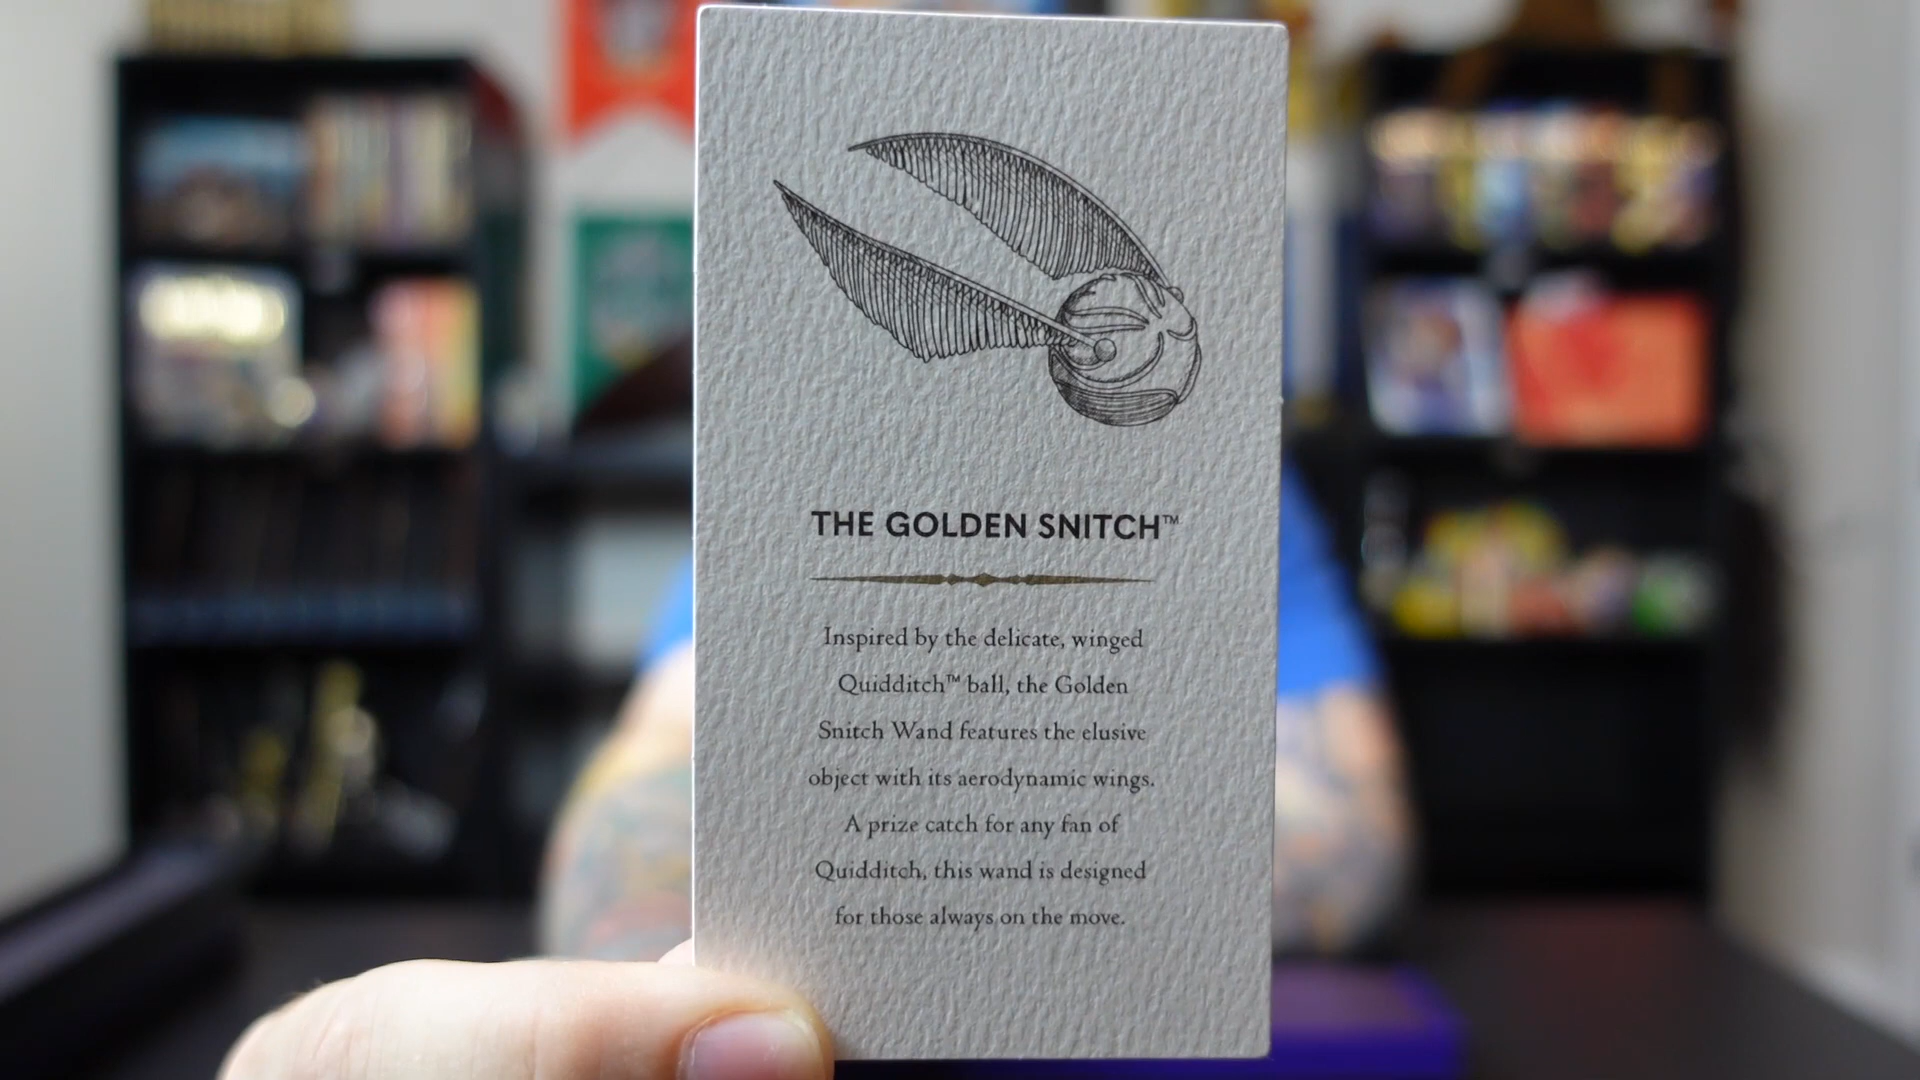 THE GOLDEN SNITCH™
Inspired by the delicate, winged
Quidditch™ ball, the Golden
Snitch Wand features the elusive
object with its aerodynamic wings.
A prize catch for any fan of
Quidditch, this wand is designed
for those always on the move.